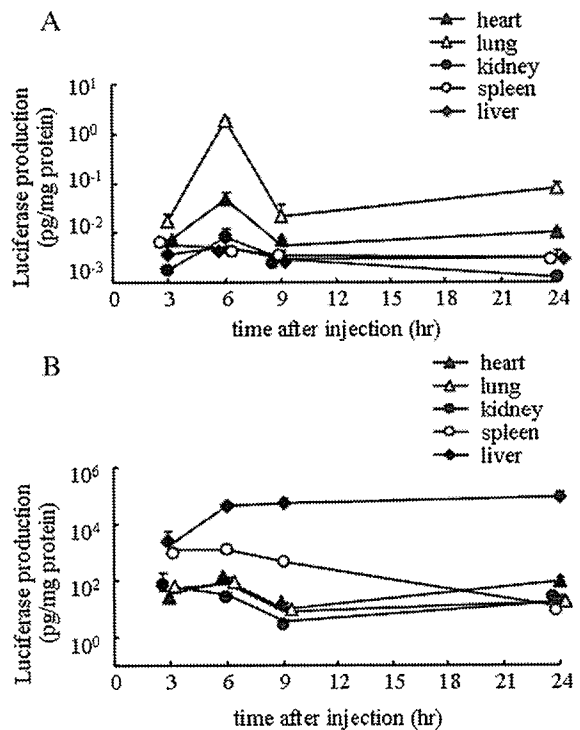 A
heart
lung
kidney
spleen
liver
Luciferase production
(pg/mg protein)
10¹
10⁰
10⁻²
10⁻³
0 3 6 9 12 15 18 21 24
time after injection (hr)
B
heart
lung
kidney
spleen
liver
Luciferase production
(pg/mg protein)
10⁶
10⁴
10²
10⁰
0 3 6 9 12 15 18 21 24
time after injection (hr)